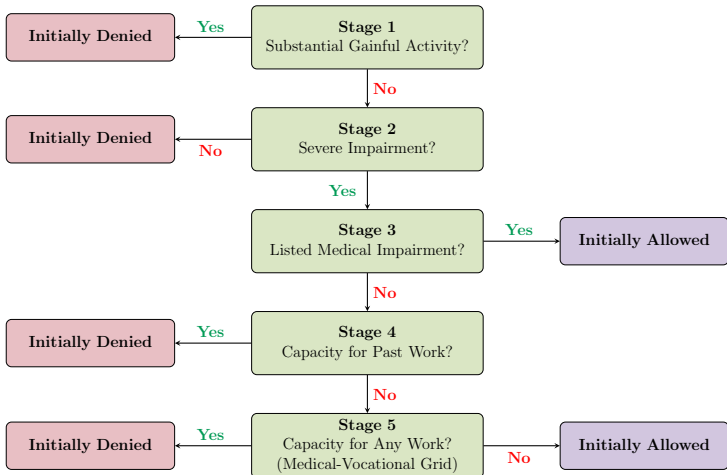 Initially Denied
Yes
Stage 1
Substantial Gainful Activity?
No
Initially Denied
No
Stage 2
Severe Impairment?
Yes
Stage 3
Listed Medical Impairment?
Yes
Initially Allowed
No
Initially Denied
Yes
Stage 4
Capacity for Past Work?
No
Initially Denied
Yes
Stage 5
Capacity for Any Work?
(Medical-Vocational Grid)
No
Initially Allowed